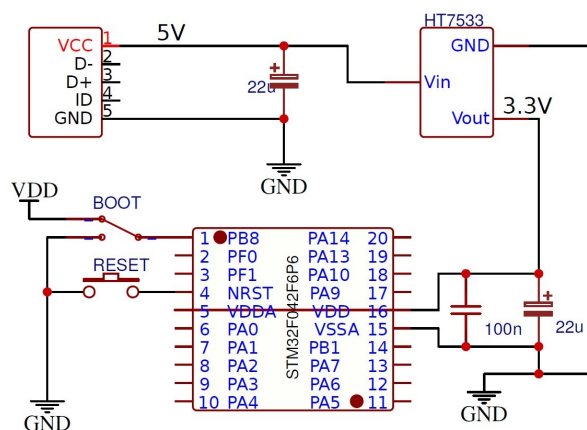 HT7533
VCC 1
D- 2
D+ 3
ID 4
GND 5
5V
22u
GND
GND
Vin
Vout
3.3V
VDD
BOOT
RESET
GND
STM32F042F6P6
1 PB8 PA14 20
2 PF0 PA13 19
3 PF1 PA10 18
4 NRST PA9 17
5 VDDA VDD 16
6 PA0 VSSA 15
7 PA1 PB1 14
8 PA2 PA7 13
9 PA3 PA6 12
10 PA4 PA5 11
100n
22u
GND